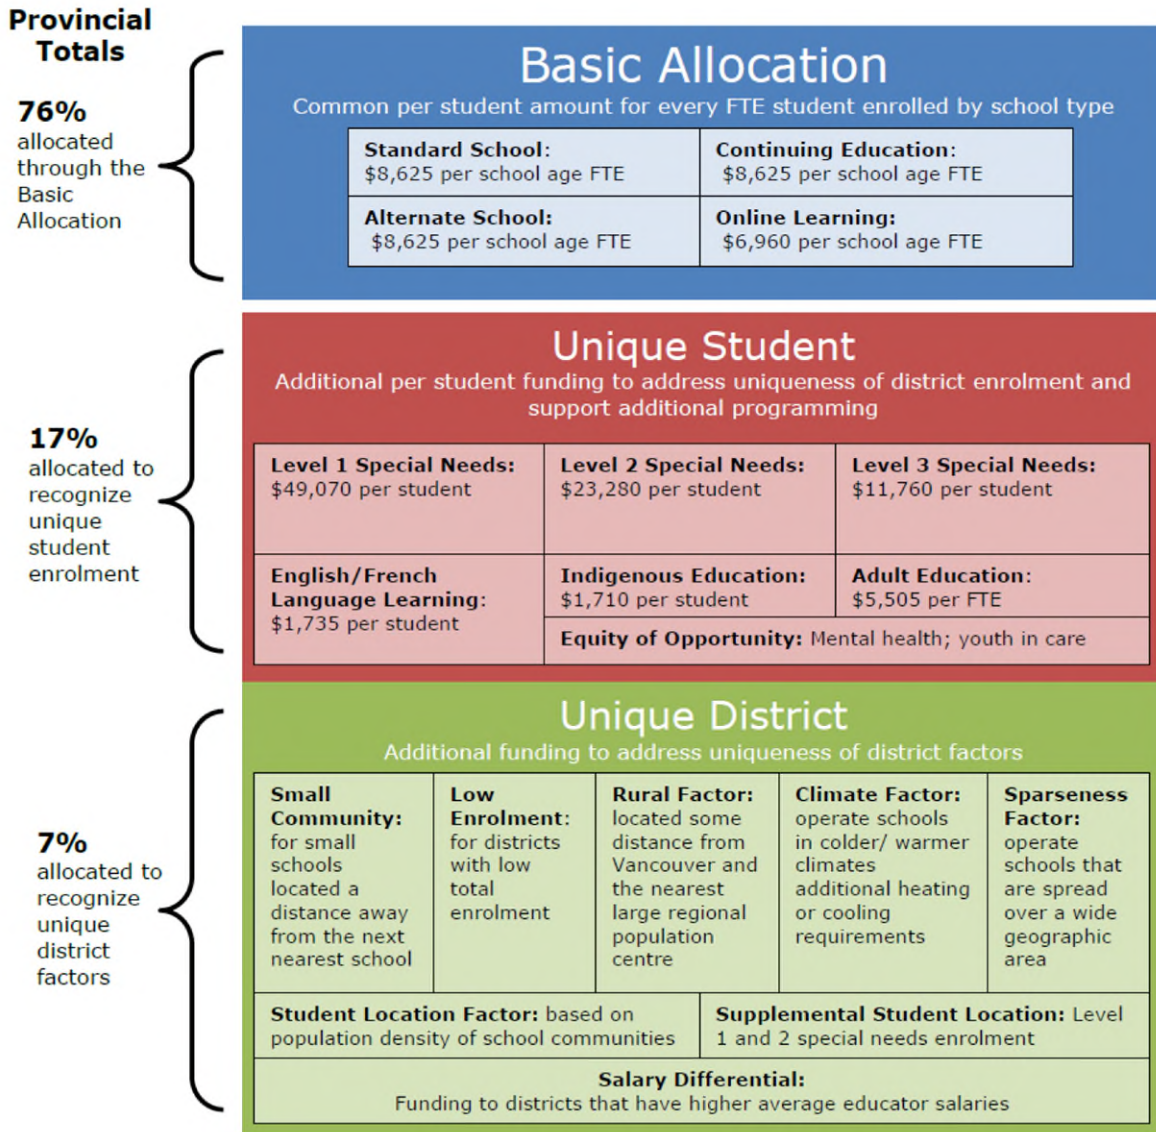 Provincial
Totals
76%
allocated
through the
Basic
Allocation
Basic Allocation
Common per student amount for every FTE student enrolled by school type
Standard School:
$8,625 per school age FTE
Continuing Education:
$8,625 per school age FTE
Alternate School:
$8,625 per school age FTE
Online Learning:
$6,960 per school age FTE
17%
allocated to
recognize
unique
student
enrolment
Unique Student
Additional per student funding to address uniqueness of district enrolment and
support additional programming
Level 1 Special Needs:
$49,070 per student
Level 2 Special Needs:
$23,280 per student
Level 3 Special Needs:
$11,760 per student
English/French
Language Learning:
$1,735 per student
Indigenous Education:
$1,710 per student
Adult Education:
$5,505 per FTE
Equity of Opportunity: Mental health; youth in care
7%
allocated to
recognize
unique
district
factors
Unique District
Additional funding to address uniqueness of district factors
Small
Community:
for small
schools
located a
distance away
from the next
nearest school
Low
Enrolment:
for districts
with low
total
enrolment
Rural Factor:
located some
distance from
Vancouver and
the nearest
large regional
population
centre
Climate Factor:
operate schools
in colder/ warmer
climates
additional heating
or cooling
requirements
Sparseness
Factor:
operate
schools that
are spread
over a wide
geographic
area
Student Location Factor: based on
population density of school communities
Supplemental Student Location: Level
1 and 2 special needs enrolment
Salary Differential:
Funding to districts that have higher average educator salaries